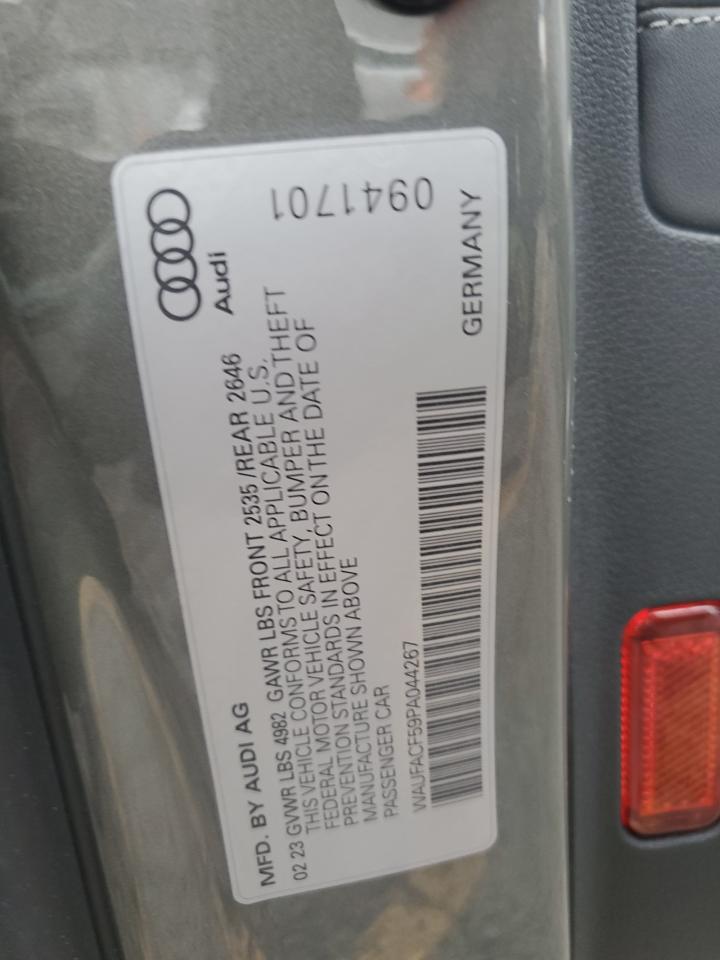 MFD. BY AUDI AG
02 23 GVWR LBS 4982 GAWR LBS FRONT 2535 /REAR 2646
THIS VEHICLE CONFORMS TO ALL APPLICABLE U.S.
FEDERAL MOTOR VEHICLE SAFETY, BUMPER AND THEFT
PREVENTION STANDARDS IN EFFECT ON THE DATE OF
MANUFACTURE SHOWN ABOVE
PASSENGER CAR
WAUFACF59PA044267
Audi
0941701
GERMANY